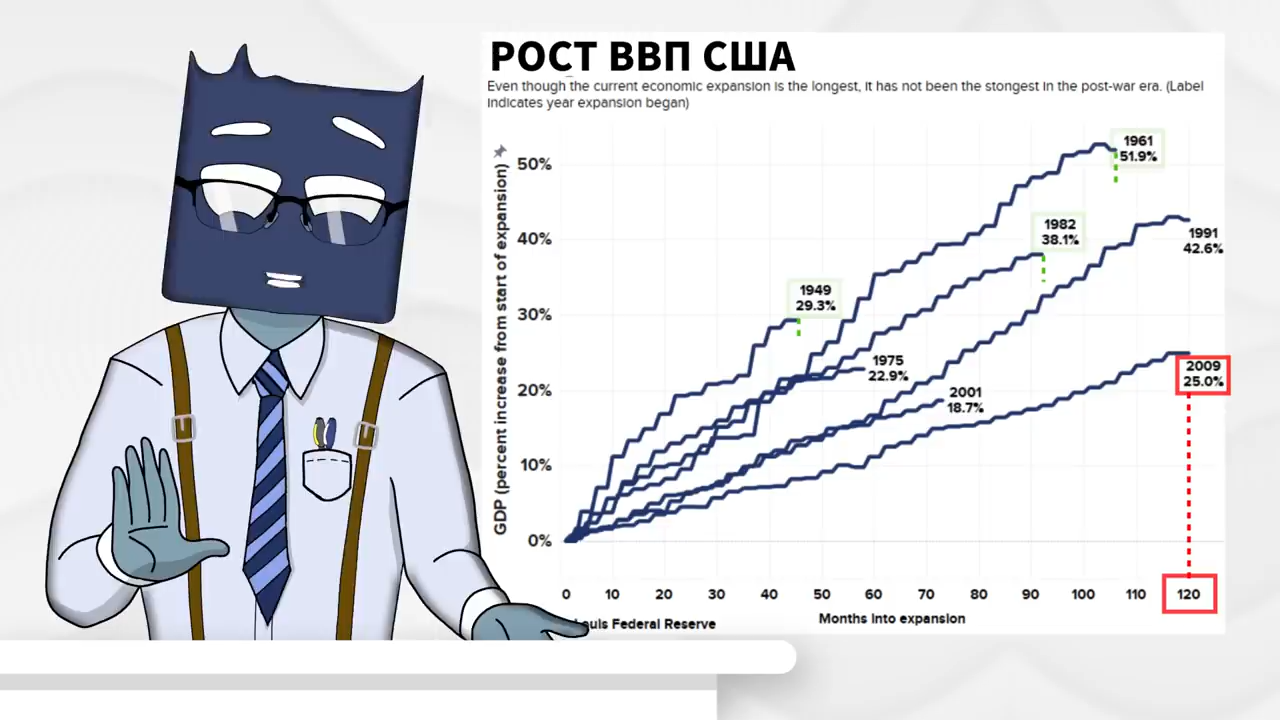 РОСТ ВВП США
Even though the current economic expansion is the longest, it has not been the stongest in the post-war era. (Label
indicates year expansion began)
GDP (percent increase from start of expansion)
50%
40%
30%
20%
10%
0%
1961
51.9%
1982
38.1%
1991
42.6%
1949
29.3%
1975
22.9%
2001
18.7%
2009
25.0%
0 10 20 30 40 50 60 70 80 90 100 110 120
Months into expansion
Federal Reserve